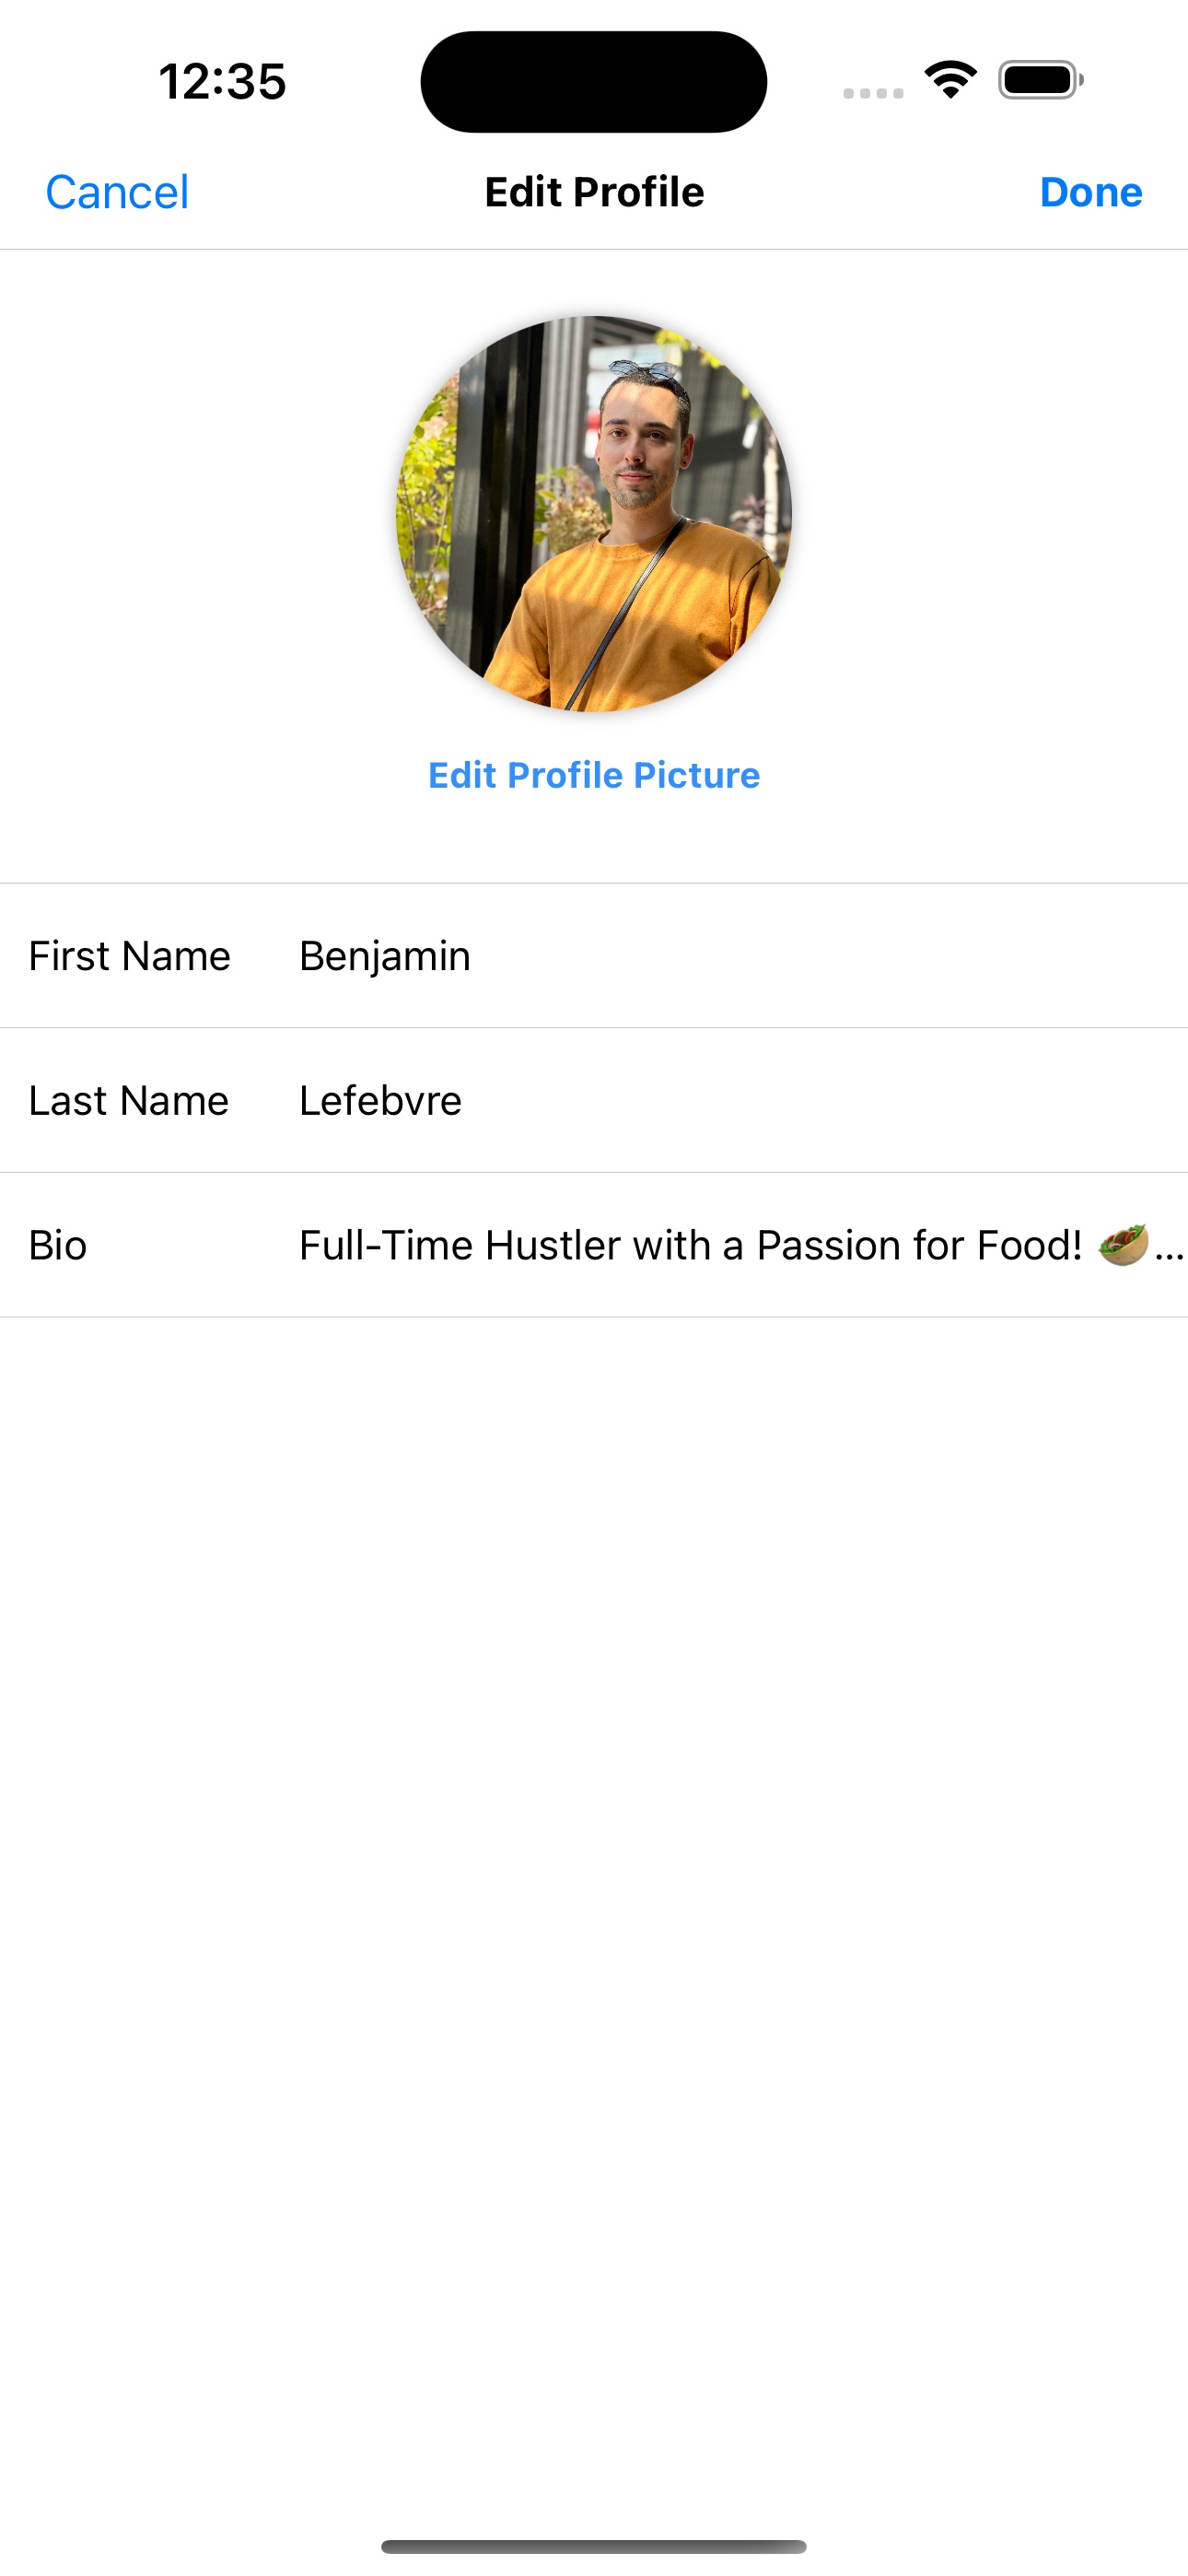 12:35
Cancel Edit Profile Done
Edit Profile Picture
First Name Benjamin
Last Name Lefebvre
Bio Full-Time Hustler with a Passion for Food! 🥙...